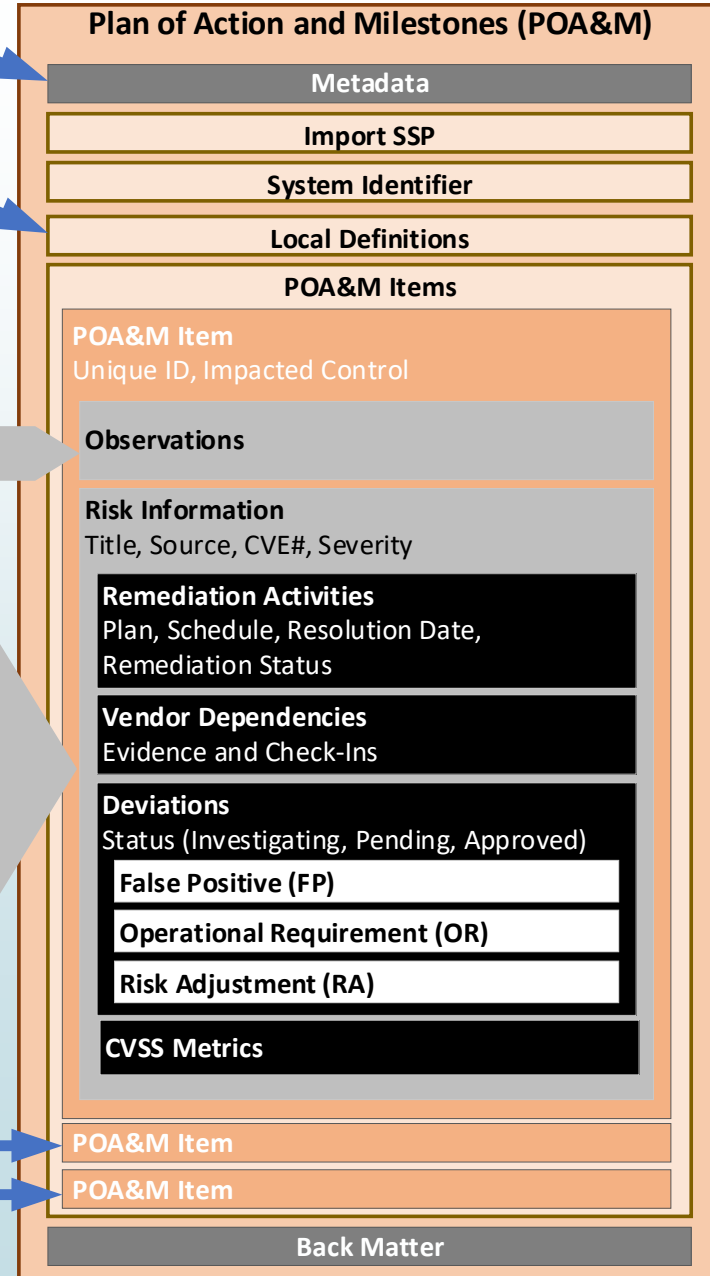 Plan of Action and Milestones (POA&M)
Metadata
Import SSP
System Identifier
Local Definitions
POA&M Items
POA&M Item
Unique ID, Impacted Control
Observations
Risk Information
Title, Source, CVE#, Severity
Remediation Activities
Plan, Schedule, Resolution Date,
Remediation Status
Vendor Dependencies
Evidence and Check-Ins
Deviations
Status (Investigating, Pending, Approved)
False Positive (FP)
Operational Requirement (OR)
Risk Adjustment (RA)
CVSS Metrics
POA&M Item
POA&M Item
Back Matter